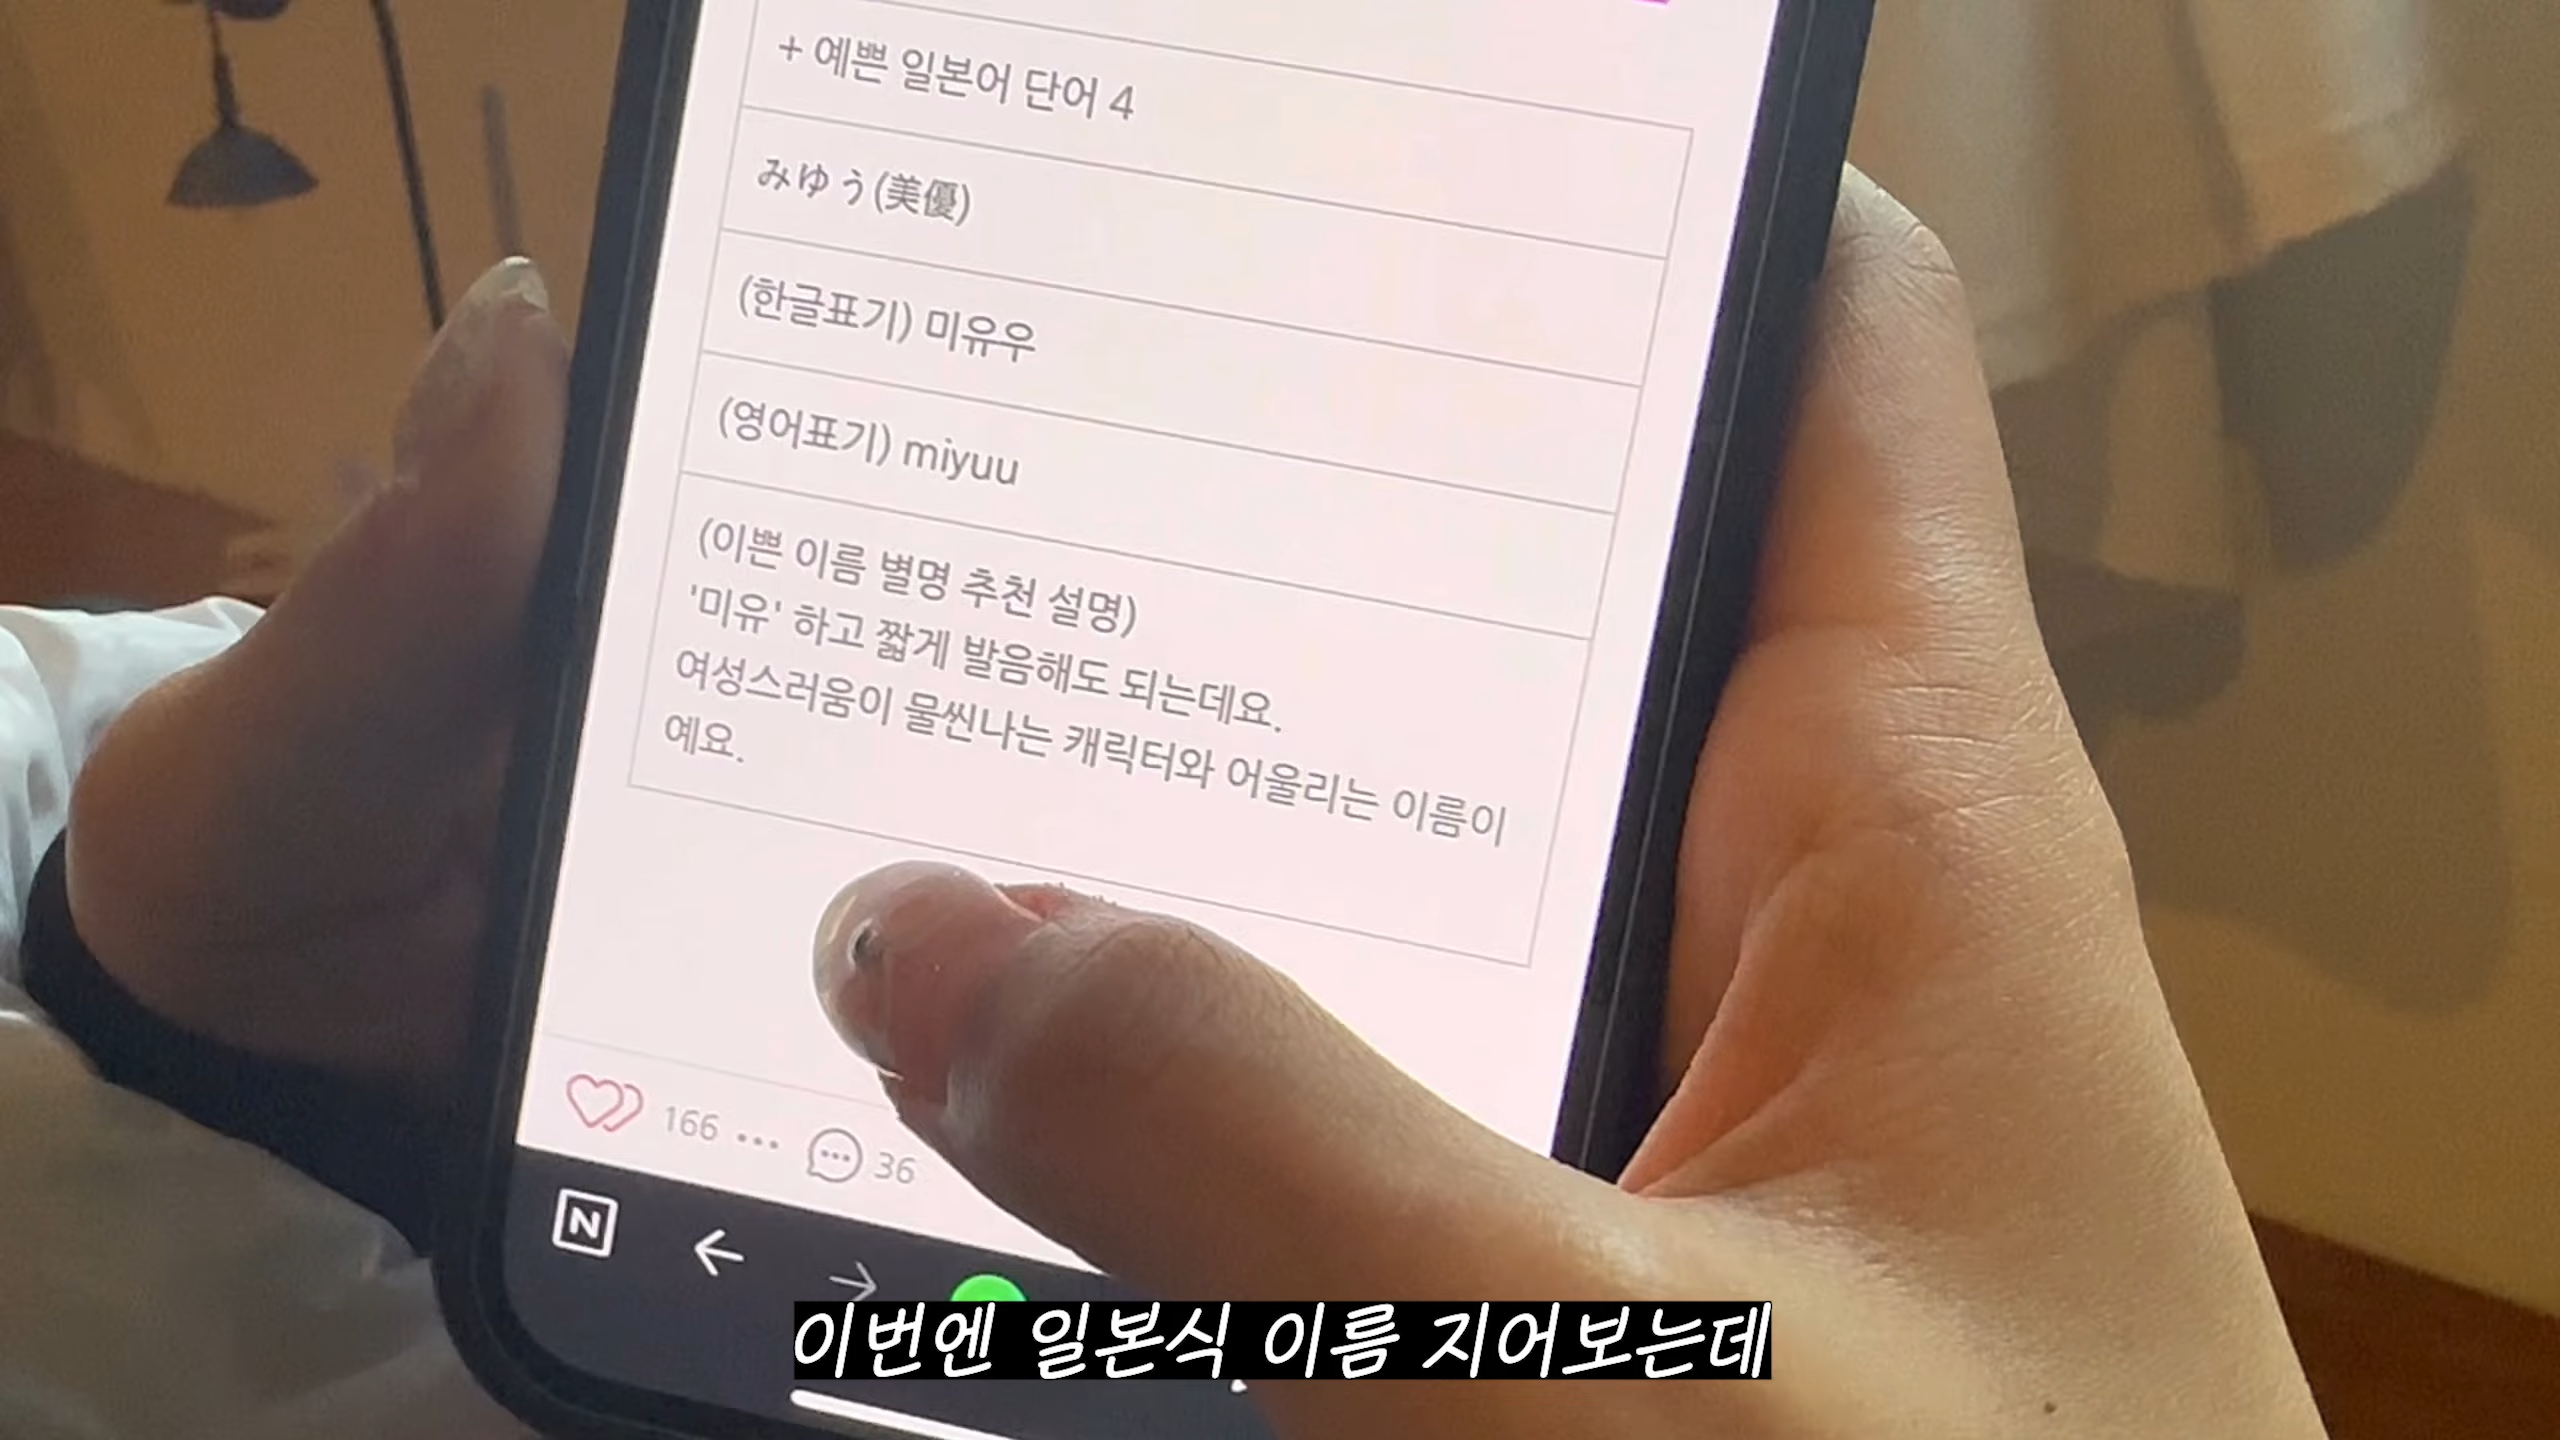 + 예쁜 일본어 단어 4
みゆぅ(美優)
(한글표기) 미유우
(영어표기) miyuu
(이쁜 이름 별명 추천 설명)
'미유' 하고 짧게 발음해도 되는데요.
여성스러움이 물씬나는 캐릭터와 어울리는 이름이
예요.
166 ··· 36
N
이번엔 일본식 이름 지어보는데